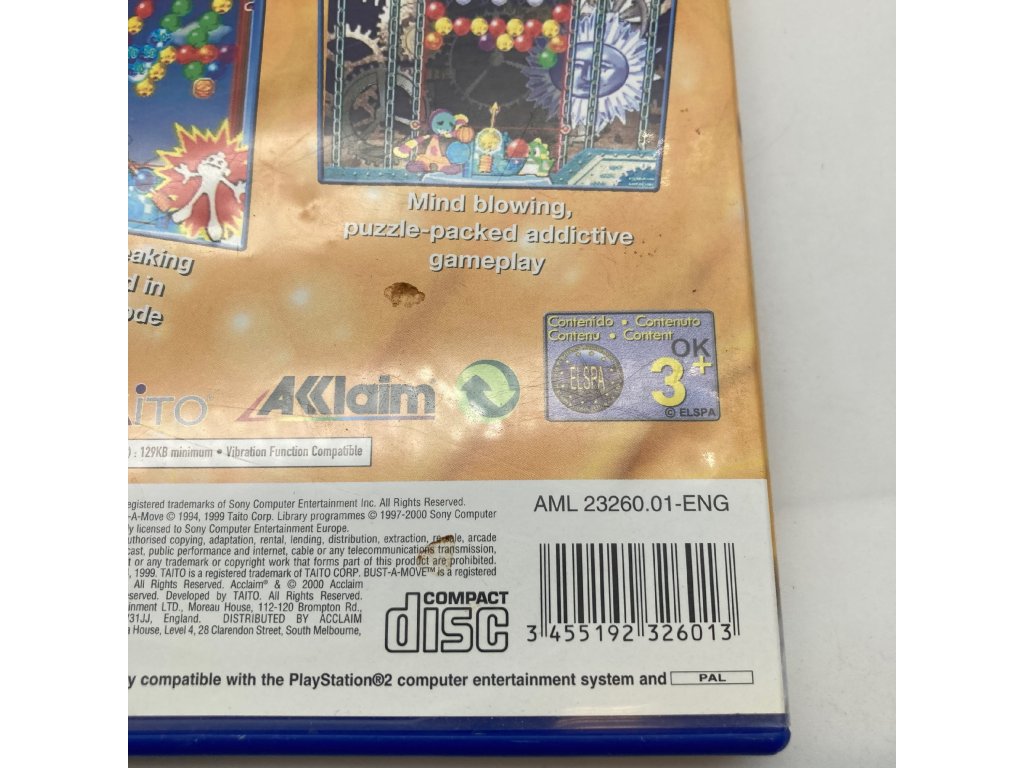 Mind blowing,
puzzle-packed addictive
gameplay
eaking
d in
ode
Contenido • Contenuto
Contenu • Content
OK
ELSPA
3+
© ELSPA
AITO
AKklaim
) : 129KB minimum • Vibration Function Compatible
egistered trademarks of Sony Computer Entertainment Inc. All Rights Reserved.
-A-Move © 1994, 1999 Taito Corp. Library programmes © 1997-2000 Sony Computer
ly licensed to Sony Computer Entertainment Europe.
uthorised copying, adaptation, rental, lending, distribution, extraction, re-sale, arcade
cast, public performance and internet, cable or any telecommunications transmission,
t or any trademark or copyright work that forms part of this product are prohibited.
, 1999. TAITO is a registered trademark of TAITO CORP. BUST-A-MOVE™ is a registered
All Rights Reserved. Acclaim® & © 2000 Acclaim
served. Developed by TAITO. All Rights Reserved.
inment LTD., Moreau House, 112-120 Brompton Rd.,
31JJ, England. DISTRIBUTED BY ACCLAIM
a House, Level 4, 28 Clarendon Street, South Melbourne,
AML 23260.01-ENG
COMPACT
disc
3 455192 326013
y compatible with the PlayStation®2 computer entertainment system and PAL